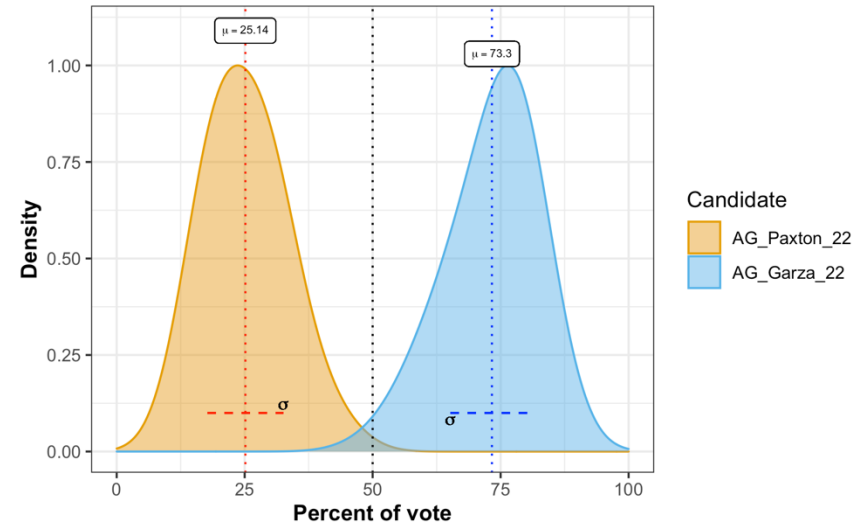 μ = 25.14
μ = 73.3
1.00
0.75
0.50
0.25
0.00
Density
σ
σ
0 25 50 75 100
Percent of vote
Candidate
AG_Paxton_22
AG_Garza_22